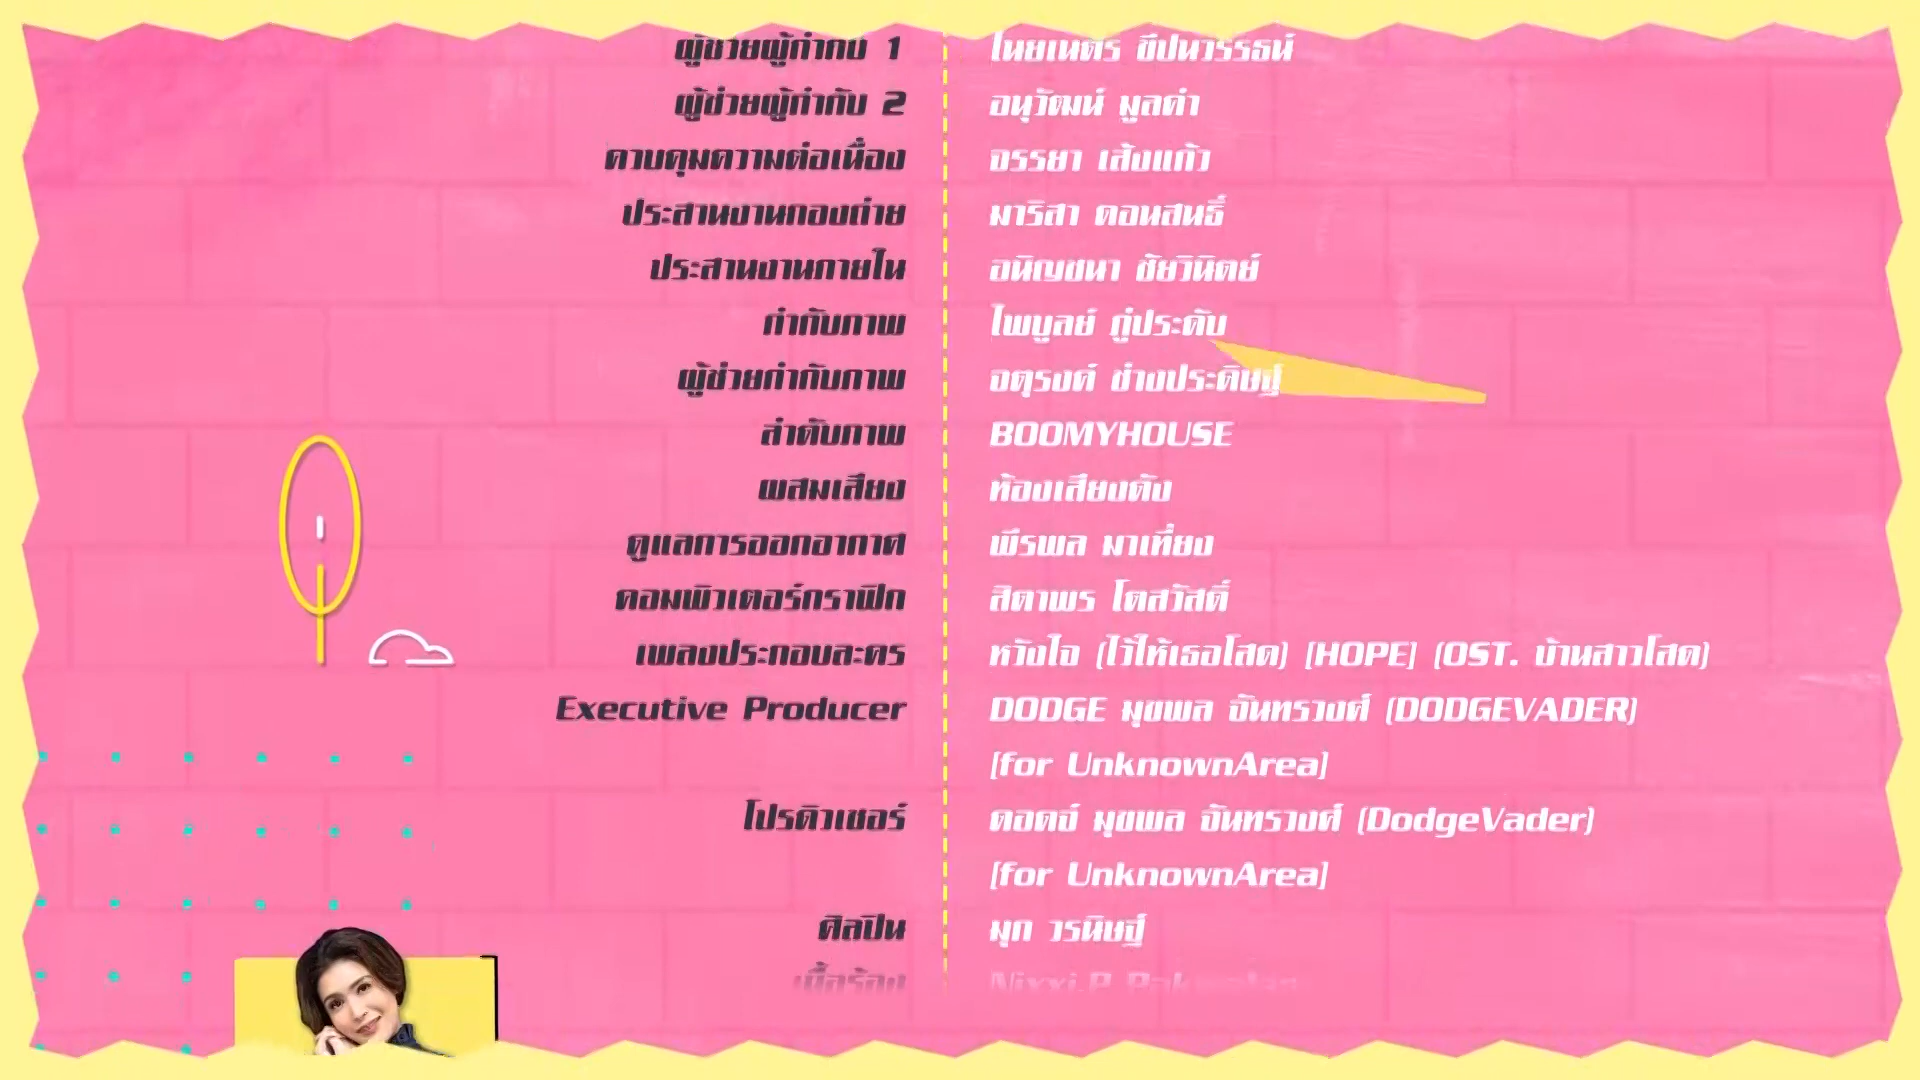 ผู้ช่วยผู้กำกับ 1
ผู้ช่วยผู้กำกับ 2 อนุวัฒน์ มูลคำ
ควบคุมความต่อเนื่อง จรรยา เส้งแก้ว
ประสานงานกองถ่าย มาริสา ดอนสนธิ์
ประสานงานภายใน อนิญชนา ชัยวินิตย์
กำกับภาพ ไพบูลย์ ภู่ประดับ
ผู้ช่วยกำกับภาพ จตุรงค์ ช่างประดิษฐ์
ลำดับภาพ BOOMYHOUSE
ผสมเสียง ห้องเสียงดัง
ดูแลการออกอากาศ พีรพล มาเที่ยง
คอมพิวเตอร์กราฟิก สิตาพร โตสวัสดิ์
เพลงประกอบละคร หวังใจ (ไว้ให้เธอโสด) [HOPE] (OST. บ้านสาวโสด)
Executive Producer DODGE มุขพล จันทรวงศ์ (DODGEVADER)
[for UnknownArea]
โปรดิวเซอร์ ดอดจ์ มุขพล จันทรวงศ์ (DodgeVader)
[for UnknownArea]
ศิลปิน มุก วรนิษฐ์
เนื้อร้อง